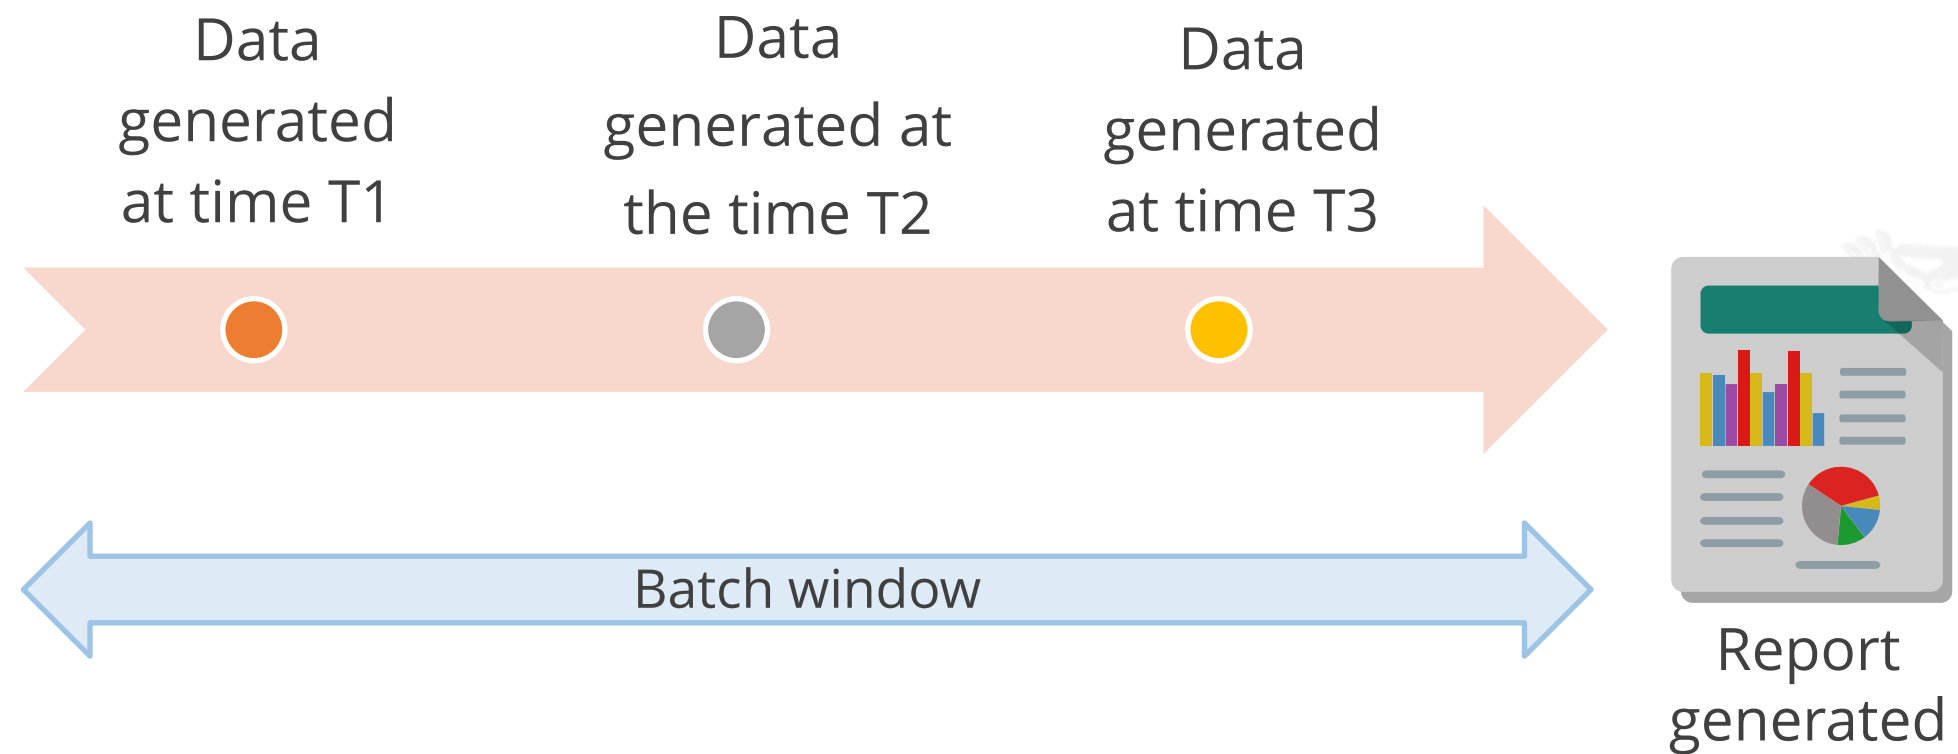 Data
generated
at time T1
Data
generated at
the time T2
Data
generated
at time T3
Batch window
Report
generated